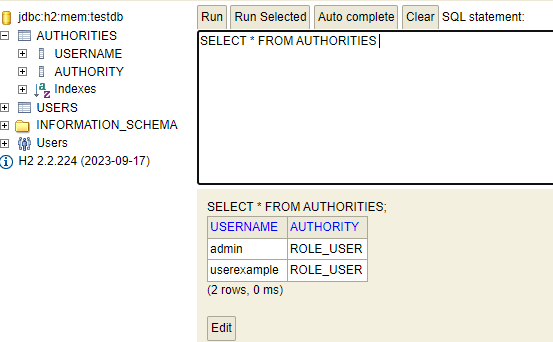 jdbc:h2:mem:testdb
AUTHORITIES
USERNAME
AUTHORITY
Indexes
USERS
INFORMATION_SCHEMA
Users
H2 2.2.224 (2023-09-17)
Run Run Selected Auto complete Clear SQL statement:
SELECT * FROM AUTHORITIES
SELECT * FROM AUTHORITIES;
USERNAME AUTHORITY
admin ROLE_USER
userexample ROLE_USER
(2 rows, 0 ms)
Edit